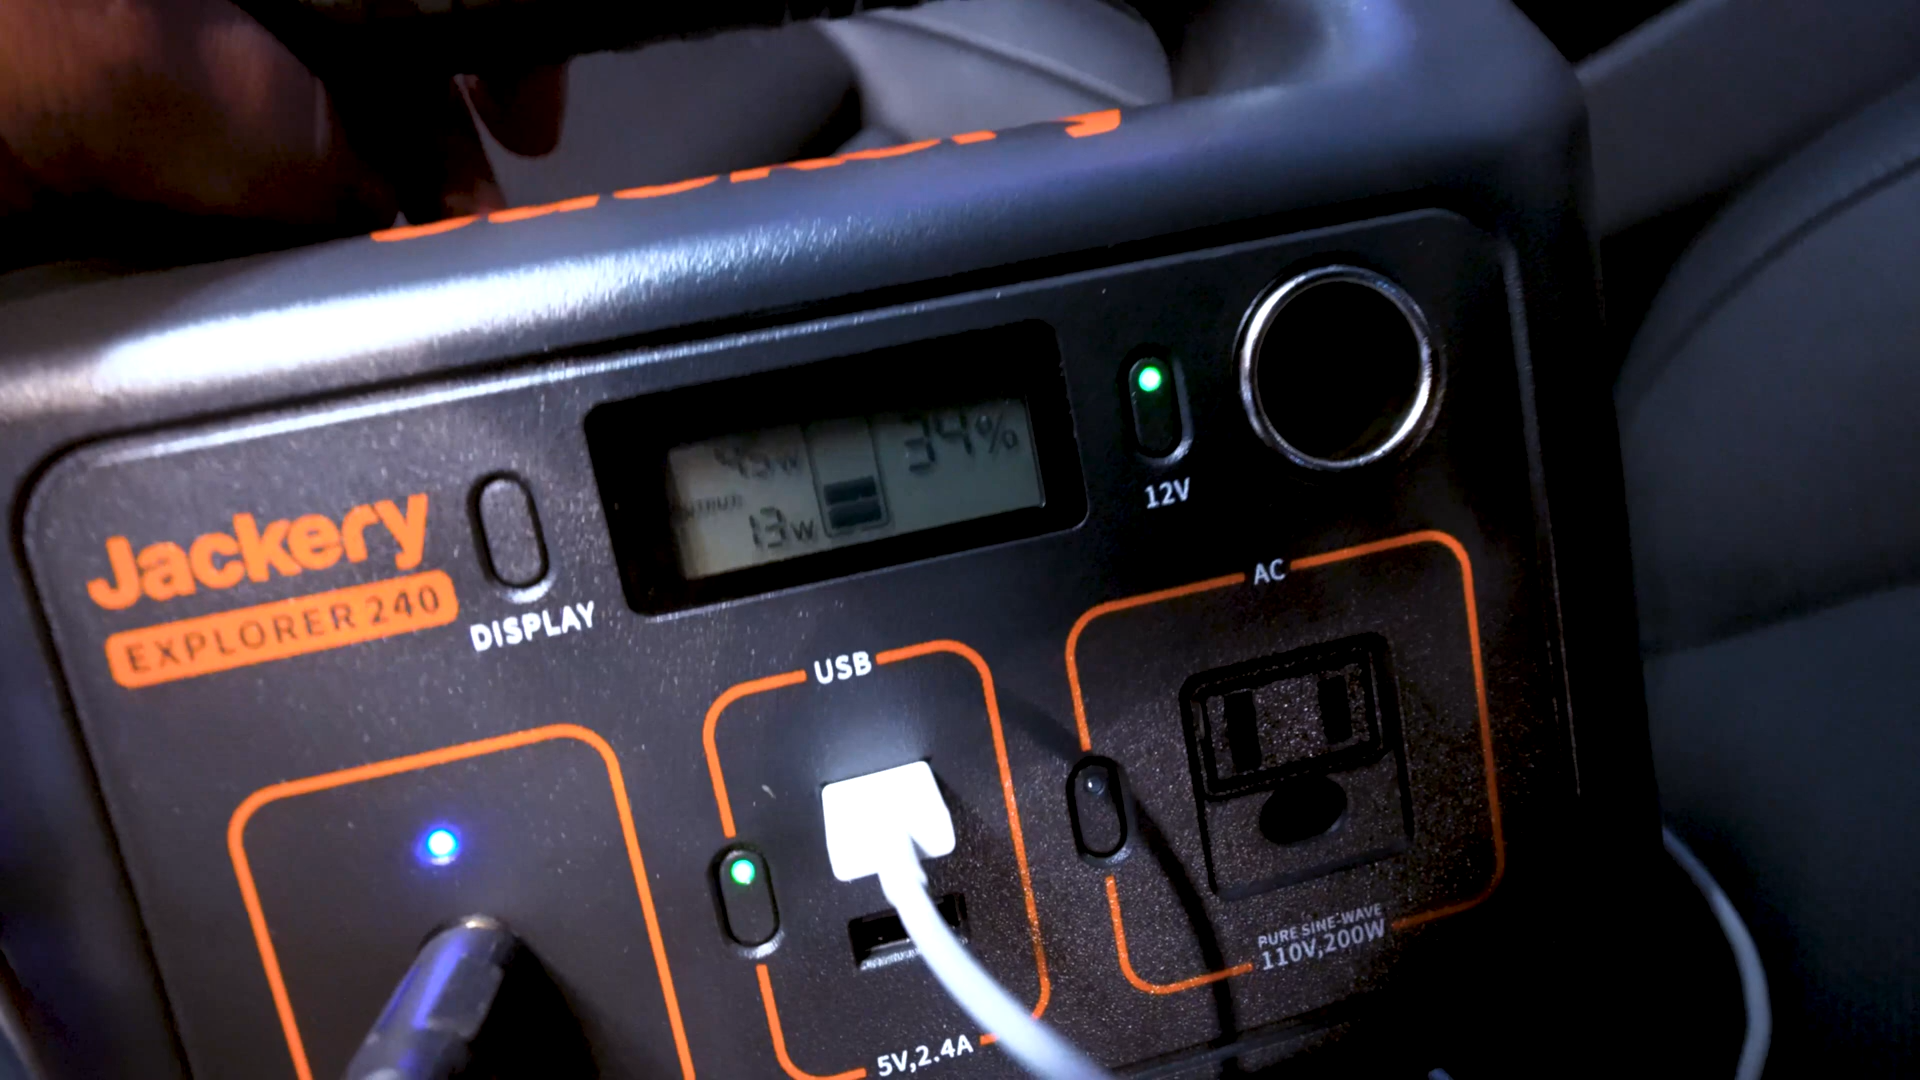 Jackery
EXPLORER 240
DISPLAY
45W
34%
13W
12V
USB
5V,2.4A
AC
PURE SINE-WAVE
110V,200W